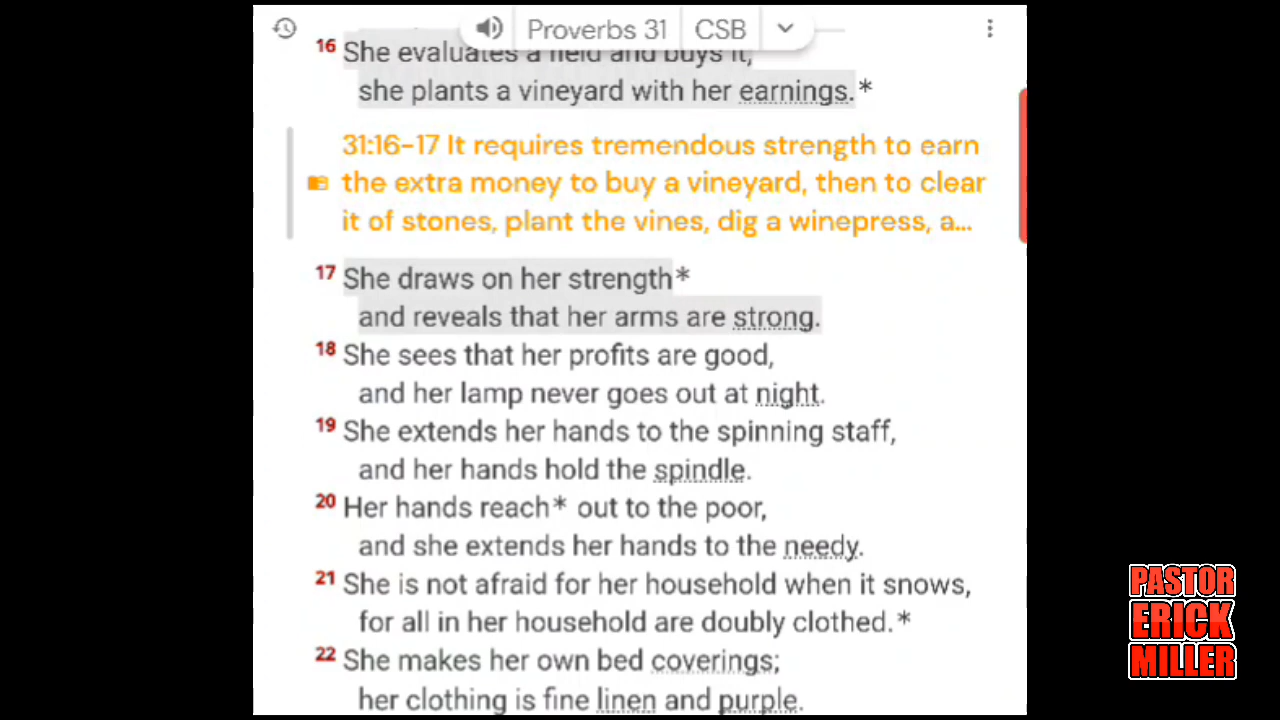 Proverbs 31 CSB
16 She evaluates a field and buys it,
she plants a vineyard with her earnings.*
31:16–17 It requires tremendous strength to earn
the extra money to buy a vineyard, then to clear
it of stones, plant the vines, dig a winepress, a...
17 She draws on her strength*
and reveals that her arms are strong.
18 She sees that her profits are good,
and her lamp never goes out at night.
19 She extends her hands to the spinning staff,
and her hands hold the spindle.
20 Her hands reach* out to the poor,
and she extends her hands to the needy.
21 She is not afraid for her household when it snows,
for all in her household are doubly clothed.*
22 She makes her own bed coverings;
her clothing is fine linen and purple.
PASTOR
ERICK
MILLER